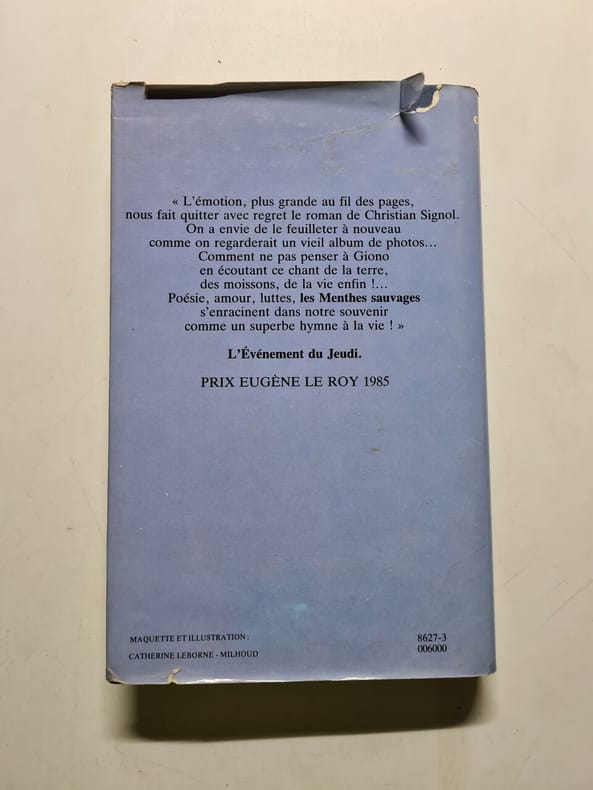 « L'émotion, plus grande au fil des pages,
nous fait quitter avec regret le roman de Christian Signol.
On a envie de le feuilleter à nouveau
comme on regarderait un vieil album de photos...
Comment ne pas penser à Giono
en écoutant ce chant de la terre,
des moissons, de la vie enfin !...
Poésie, amour, luttes, les Menthes sauvages
s'enracinent dans notre souvenir
comme un superbe hymne à la vie ! »
L'Événement du Jeudi.
PRIX EUGÈNE LE ROY 1985
MAQUETTE ET ILLUSTRATION :
CATHERINE LEBORNE - MILHOUD
8627-3
006000